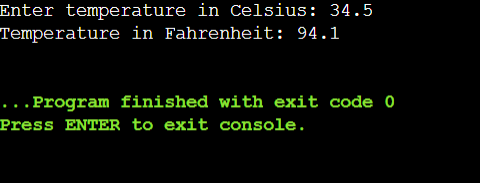 Enter temperature in Celsius: 34.5
Temperature in Fahrenheit: 94.1
...Program finished with exit code 0
Press ENTER to exit console.